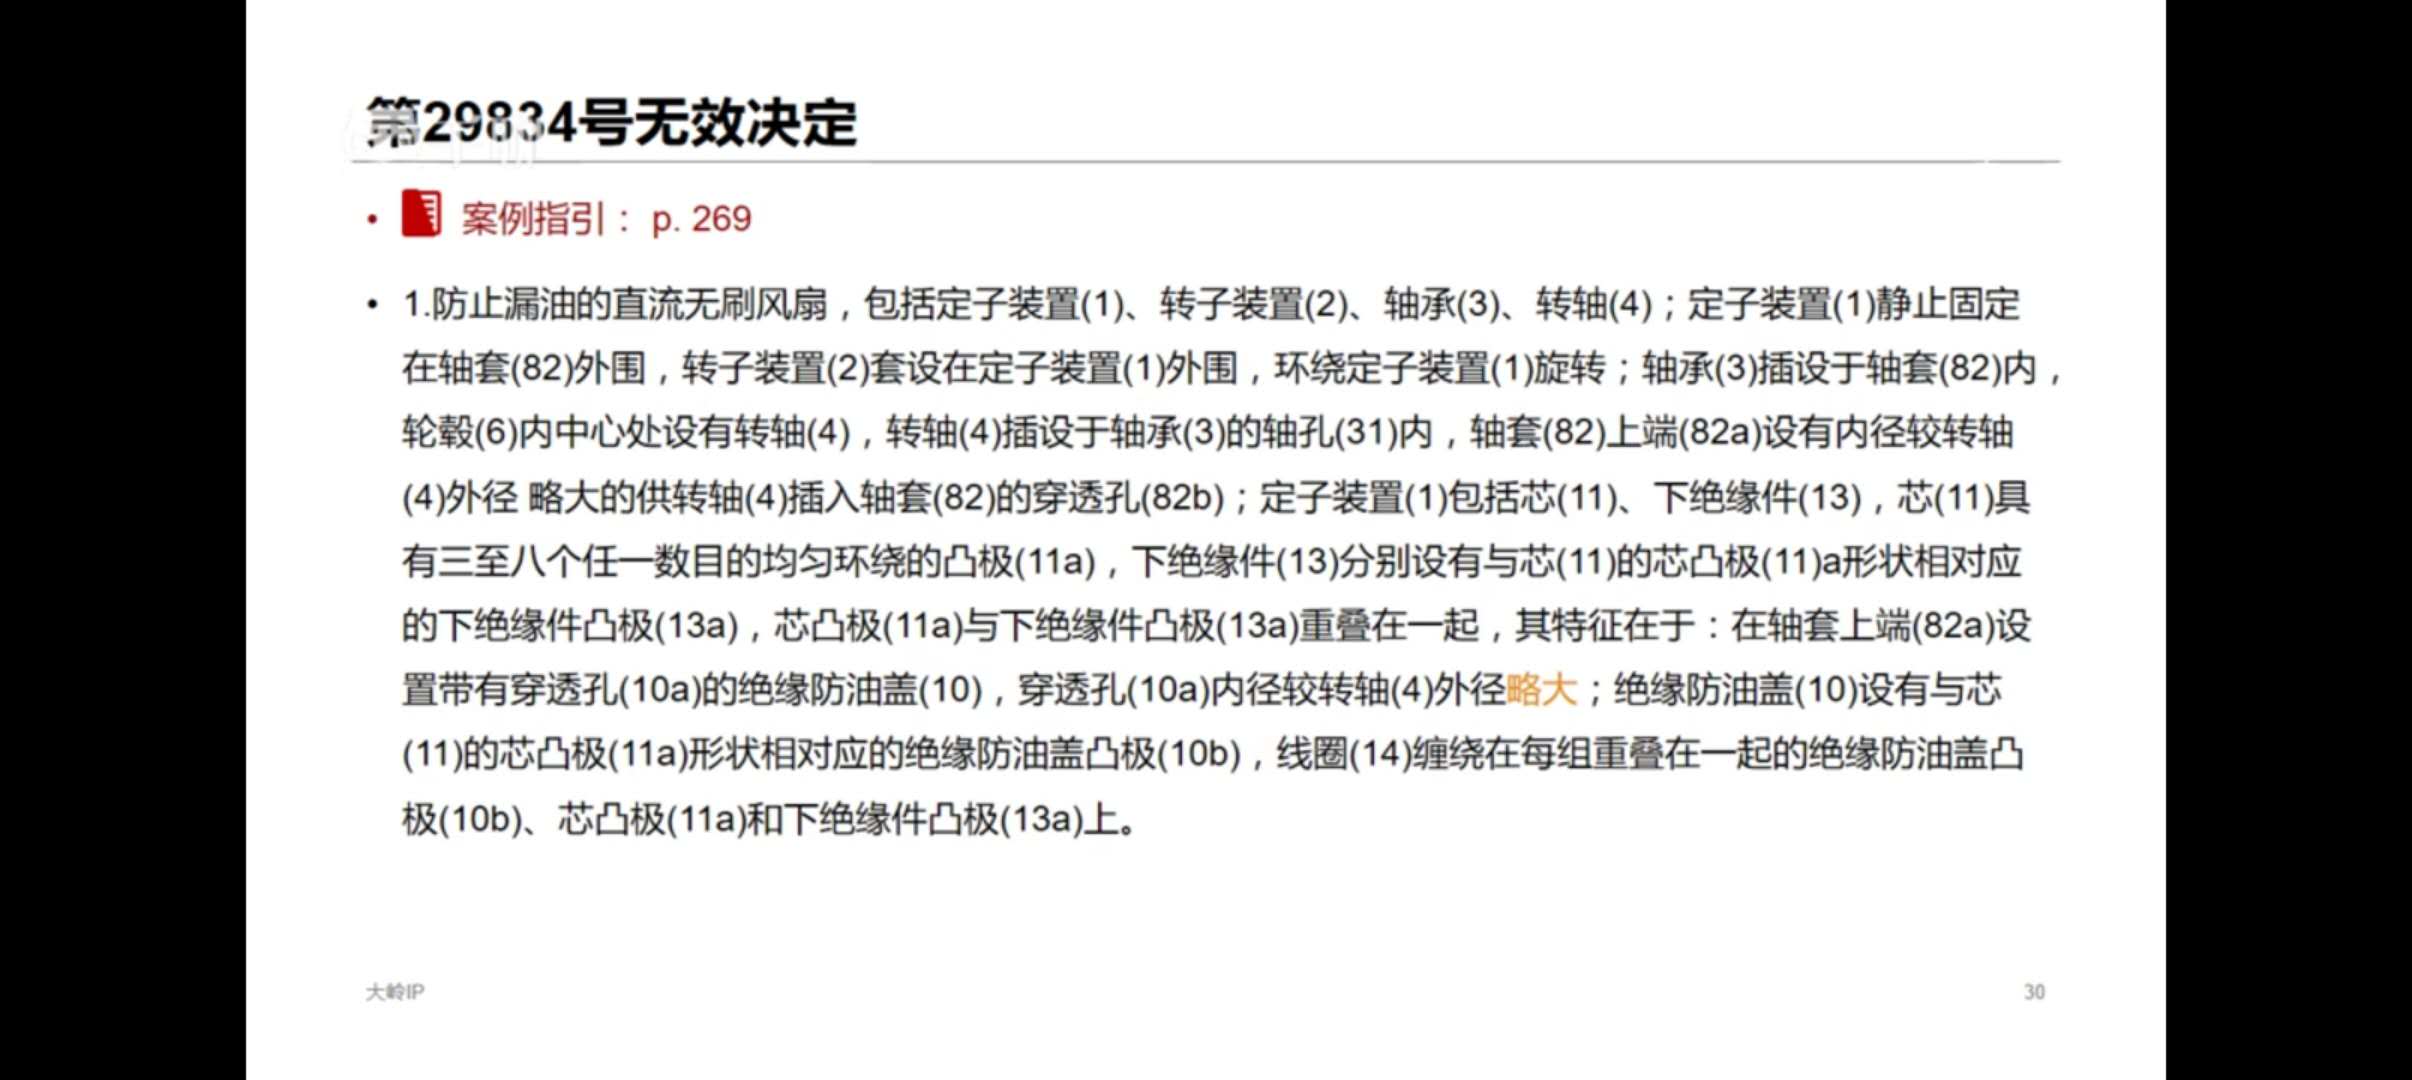 第29834号无效决定
• 案例指引： p. 269
• 1.防止漏油的直流无刷风扇，包括定子装置(1)、转子装置(2)、轴承(3)、转轴(4)；定子装置(1)静止固定
在轴套(82)外围，转子装置(2)套设在定子装置(1)外围，环绕定子装置(1)旋转；轴承(3)插设于轴套(82)内，
轮毂(6)内中心处设有转轴(4)，转轴(4)插设于轴承(3)的轴孔(31)内，轴套(82)上端(82a)设有内径较转轴
(4)外径 略大的供转轴(4)插入轴套(82)的穿透孔(82b)；定子装置(1)包括芯(11)、下绝缘件(13)，芯(11)具
有三至八个任一数目的均匀环绕的凸极(11a)，下绝缘件(13)分别设有与芯(11)的芯凸极(11)a形状相对应
的下绝缘件凸极(13a)，芯凸极(11a)与下绝缘件凸极(13a)重叠在一起，其特征在于：在轴套上端(82a)设
置带有穿透孔(10a)的绝缘防油盖(10)，穿透孔(10a)内径较转轴(4)外径略大；绝缘防油盖(10)设有与芯
(11)的芯凸极(11a)形状相对应的绝缘防油盖凸极(10b)，线圈(14)缠绕在每组重叠在一起的绝缘防油盖凸
极(10b)、芯凸极(11a)和下绝缘件凸极(13a)上。
大岭IP
30